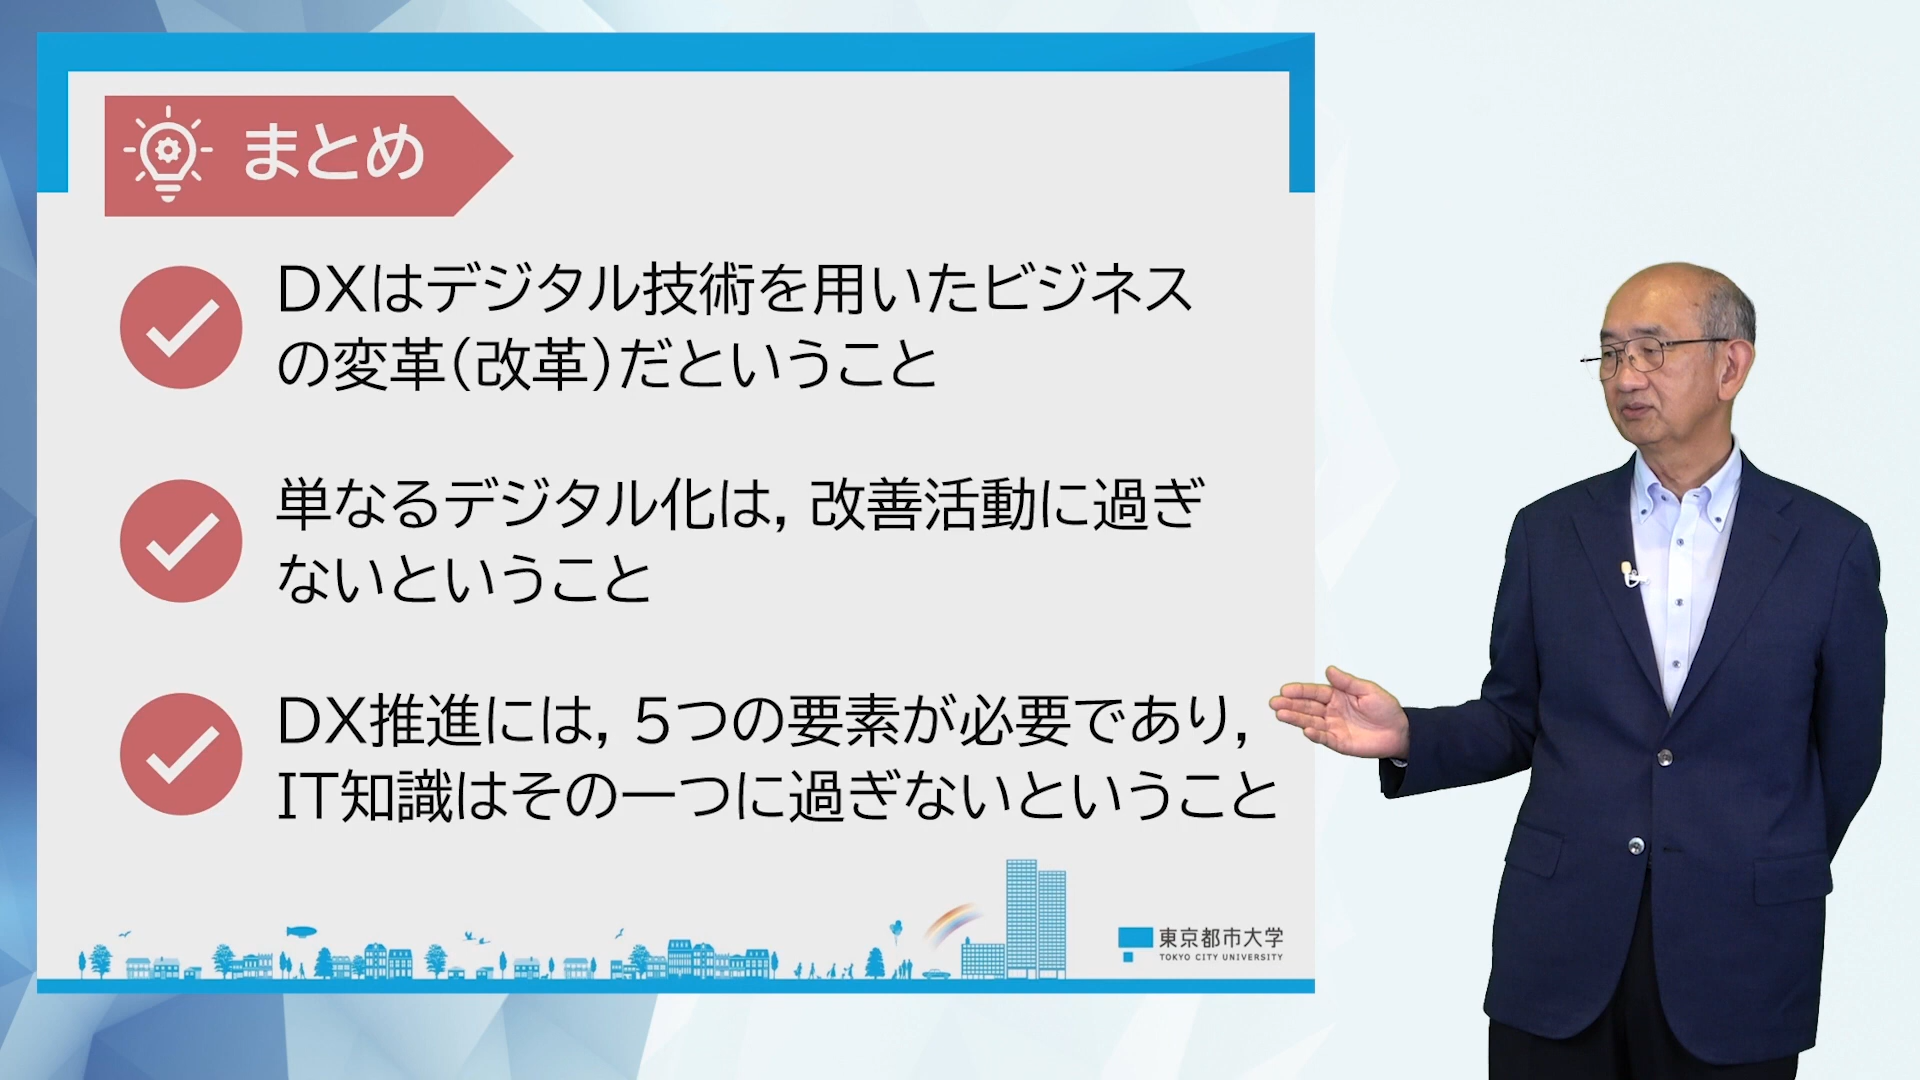 まとめ
DXはデジタル技術を用いたビジネス
の変革(改革)だということ
単なるデジタル化は, 改善活動に過ぎ
ないということ
DX推進には, 5つの要素が必要であり,
IT知識はその一つに過ぎないということ
東京都市大学
TOKYO CITY UNIVERSITY